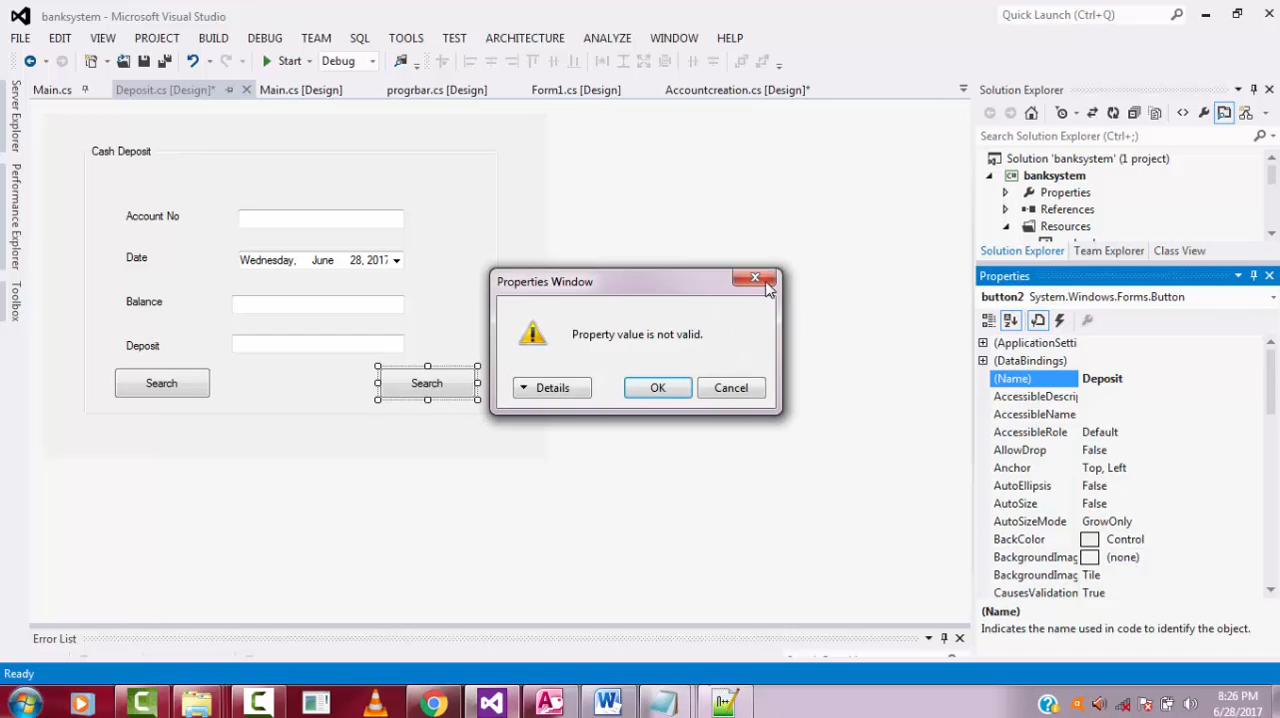 banksystem - Microsoft Visual Studio
Quick Launch (Ctrl+Q)
FILE EDIT VIEW PROJECT BUILD DEBUG TEAM SQL TOOLS TEST ARCHITECTURE ANALYZE WINDOW HELP
Start Debug
Main.cs Deposit.cs [Design]* Main.cs [Design] progrbar.cs [Design] Form1.cs [Design] Accountcreation.cs [Design]*
Server Explorer
Performance Explorer
Toolbox
Cash Deposit
Account No
Date Wednesday, June 28, 2017
Balance
Deposit
Search Search
Properties Window
Property value is not valid.
Details OK Cancel
Solution Explorer
Search Solution Explorer (Ctrl+;)
Solution 'banksystem' (1 project)
banksystem
Properties
References
Resources
Solution Explorer Team Explorer Class View
Properties
button2 System.Windows.Forms.Button
(ApplicationSetti
(DataBindings)
(Name) Deposit
AccessibleDescri
AccessibleName
AccessibleRole Default
AllowDrop False
Anchor Top, Left
AutoEllipsis False
AutoSize False
AutoSizeMode GrowOnly
BackColor Control
BackgroundImag (none)
BackgroundImag Tile
CausesValidation True
(Name)
Indicates the name used in code to identify the object.
Error List
Ready
8:26 PM
6/28/2017